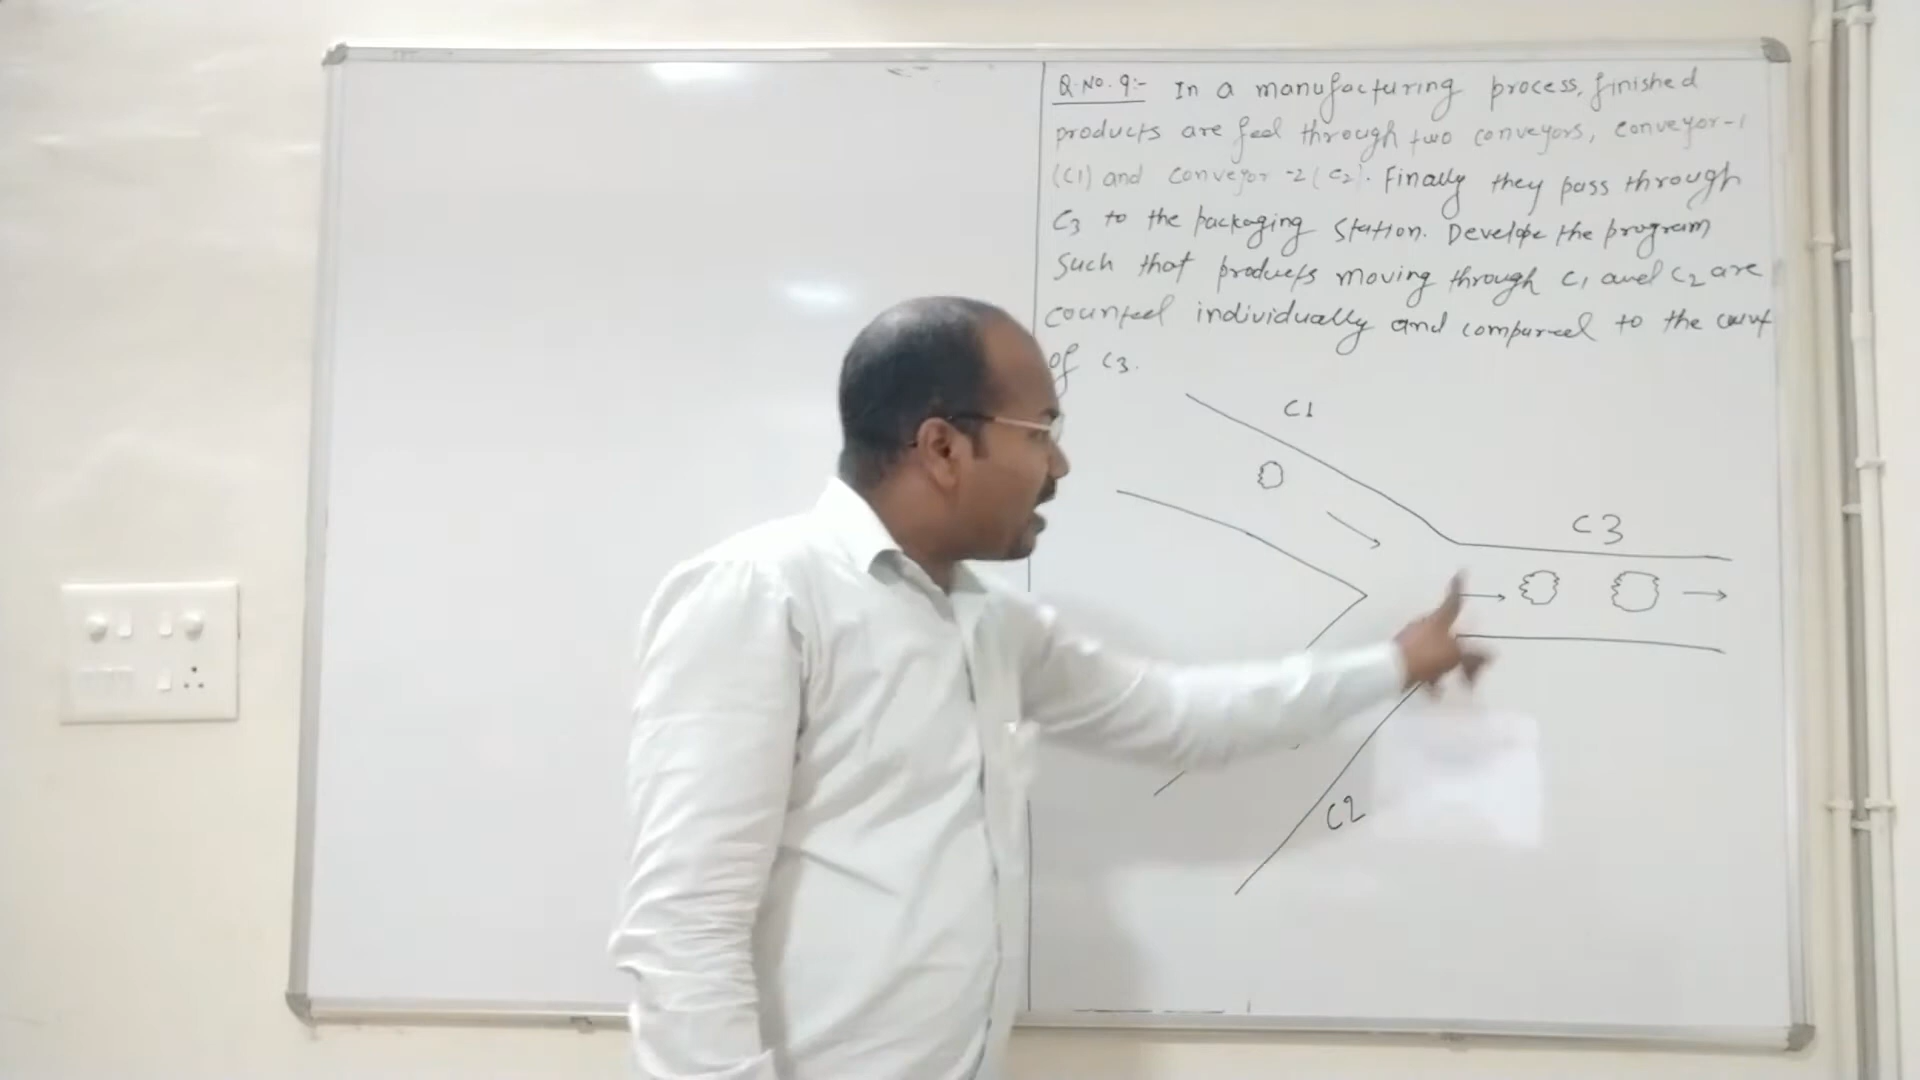 Q.No. 9:- In a manufacturing process, finished
products are feel through two conveyors, conveyor-1
(C1) and conveyor-2 (C2). Finally they pass through
C3 to the packaging station. Develope the program
Such that products moving through C1 and C2 are
counted individually and compared to the count
of C3.
C1
C3
C2